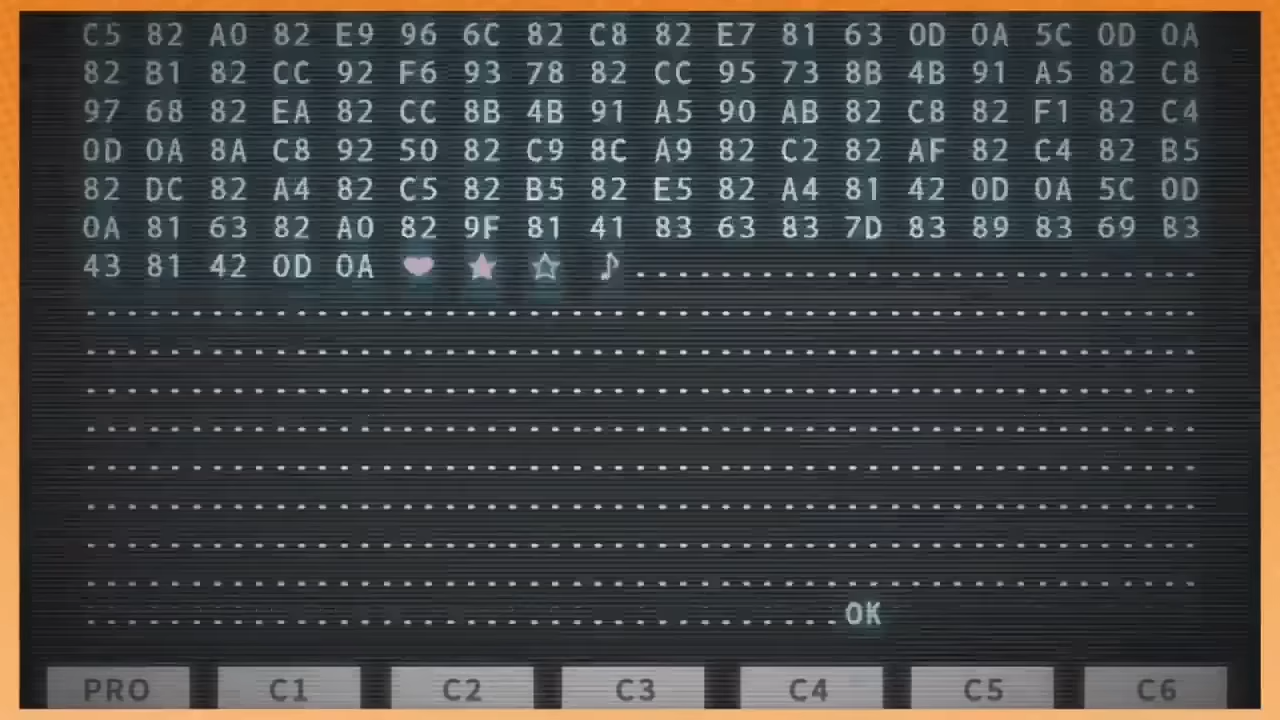 C5 82 A0 82 E9 96 6C 82 C8 82 E7 81 63 0D 0A 5C 0D 0A
82 B1 82 CC 92 F6 93 78 82 CC 95 73 8B 4B 91 A5 82 C8
97 68 82 EA 82 CC 8B 4B 91 A5 90 AB 82 C8 82 F1 82 C4
0D 0A 8A C8 92 50 82 C9 8C A9 82 C2 82 AF 82 C4 82 B5
82 DC 82 A4 82 C5 82 B5 82 E5 82 A4 81 42 0D 0A 5C 0D
0A 81 63 82 A0 82 9F 81 41 83 63 83 7D 83 89 83 69 B3
43 81 42 0D 0A ♥ ★ ☆ ♪
OK
PRO C1 C2 C3 C4 C5 C6